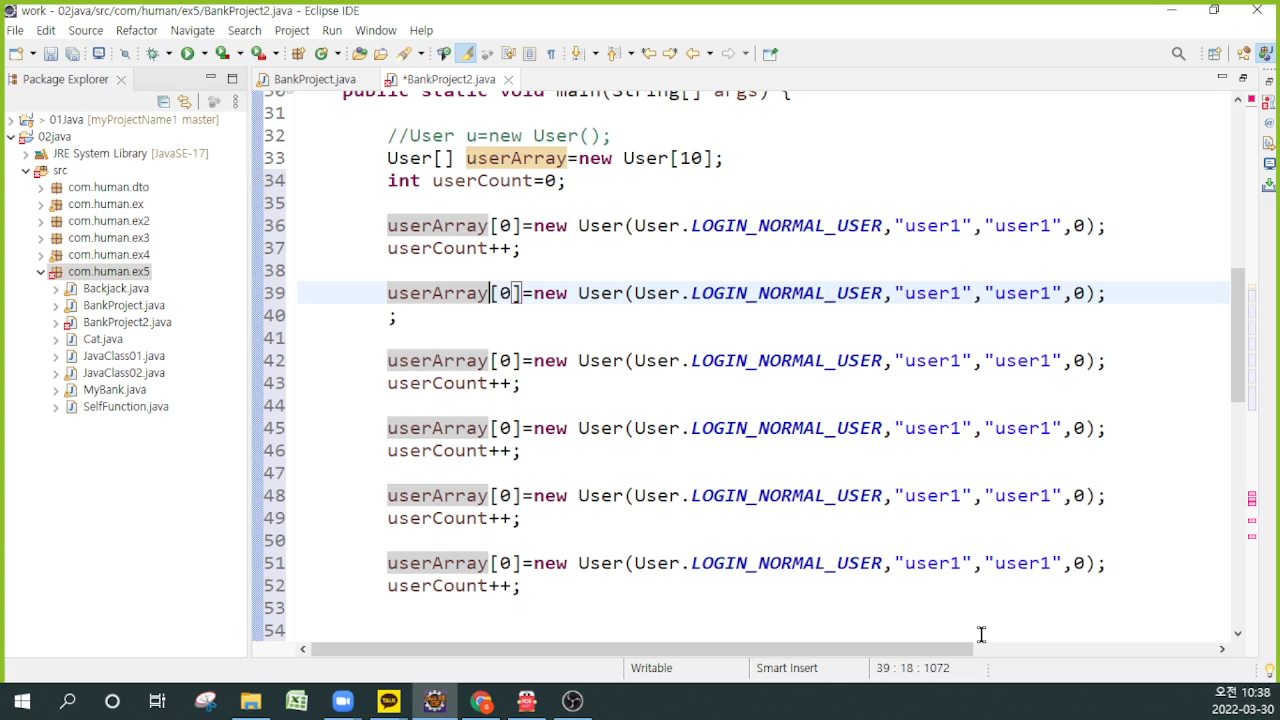 work - 02java/src/com/human/ex5/BankProject2.java - Eclipse IDE
File Edit Source Refactor Navigate Search Project Run Window Help
Package Explorer
BankProject.java
*BankProject2.java
01Java [myProjectName1 master]
02java
JRE System Library [JavaSE-17]
src
com.human.dto
com.human.ex
com.human.ex2
com.human.ex3
com.human.ex4
com.human.ex5
Backjack.java
BankProject.java
BankProject2.java
Cat.java
JavaClass01.java
JavaClass02.java
MyBank.java
SelfFunction.java
30 public static void main(String[] args) {
31
32 //User u=new User();
33 User[] userArray=new User[10];
34 int userCount=0;
35
36 userArray[0]=new User(User.LOGIN_NORMAL_USER,"user1","user1",0);
37 userCount++;
38
39 userArray[0]=new User(User.LOGIN_NORMAL_USER,"user1","user1",0);
40 ;
41
42 userArray[0]=new User(User.LOGIN_NORMAL_USER,"user1","user1",0);
43 userCount++;
44
45 userArray[0]=new User(User.LOGIN_NORMAL_USER,"user1","user1",0);
46 userCount++;
47
48 userArray[0]=new User(User.LOGIN_NORMAL_USER,"user1","user1",0);
49 userCount++;
50
51 userArray[0]=new User(User.LOGIN_NORMAL_USER,"user1","user1",0);
52 userCount++;
53
54
Writable
Smart Insert
39 : 18 : 1072
TALK
PDF
오전 10:38
2022-03-30